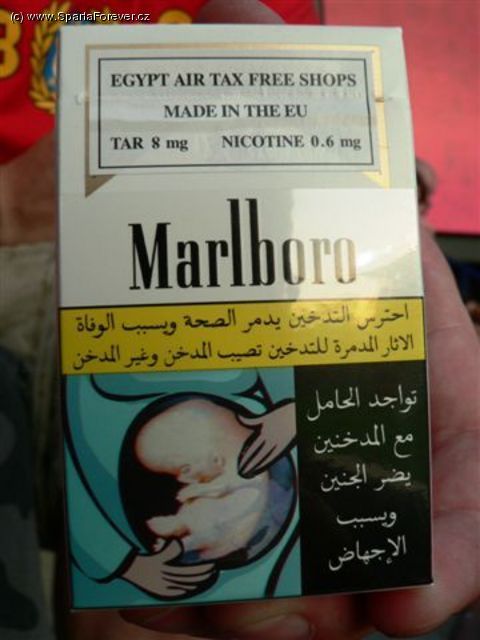 (c) www.SpartaForever.cz
EGYPT AIR TAX FREE SHOPS
MADE IN THE EU
TAR 8 mg NICOTINE 0.6 mg
Marlboro
احترس التدخين يدمر الصحة ويسبب الوفاة
الاثار المدمرة للتدخين تصيب المدخن وغير المدخن
تواجد الحامل
مع المدخنين
يضر الجنين
ويسبب
الإجهاض